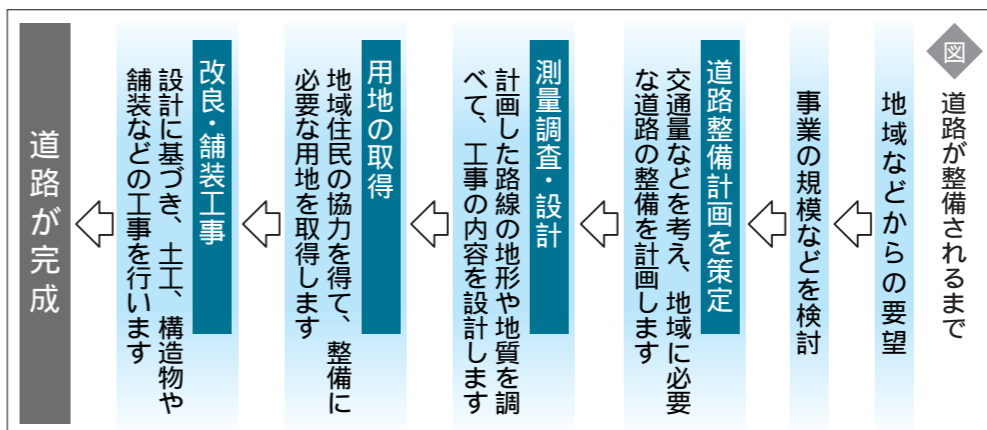 図
道路が整備されるまで
地域などからの要望
事業の規模などを検討
道路整備計画を策定
交通量などを考え、地域に必要
な道路の整備を計画します
測量調査・設計
計画した路線の地形や地質を調
べて、工事の内容を設計します
用地の取得
地域住民の協力を得て、整備に
必要な用地を取得します
改良・舗装工事
設計に基づき、土工、構造物や
舗装などの工事を行います
道路が完成